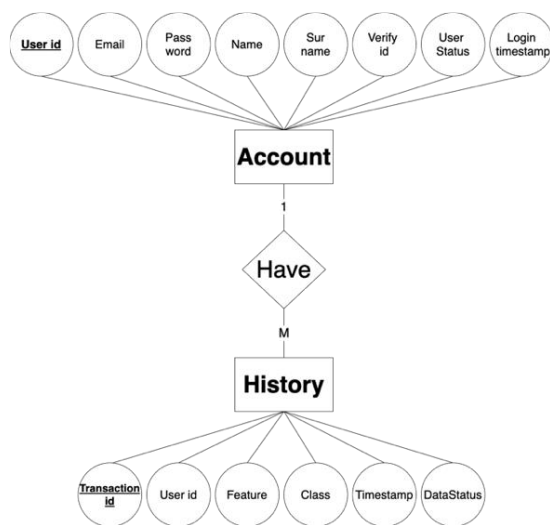 User id
Email
Pass
word
Name
Sur
name
Verify
id
User
Status
Login
timestamp
Account
1
Have
M
History
Transaction
id
User id
Feature
Class
Timestamp
DataStatus